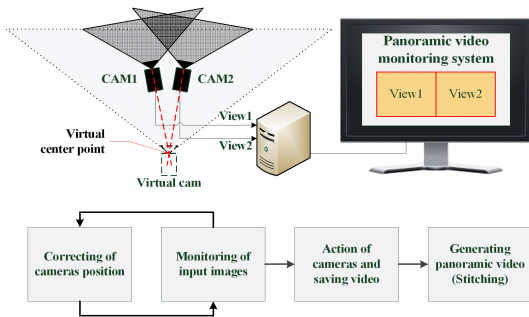 Panoramic video
monitoring system
CAM1
CAM2
View1
View2
View1
View2
Virtual
center point
Virtual cam
Correcting of
cameras position
Monitoring of
input images
Action of
cameras and
saving video
Generating
panoramic video
(Stitching)